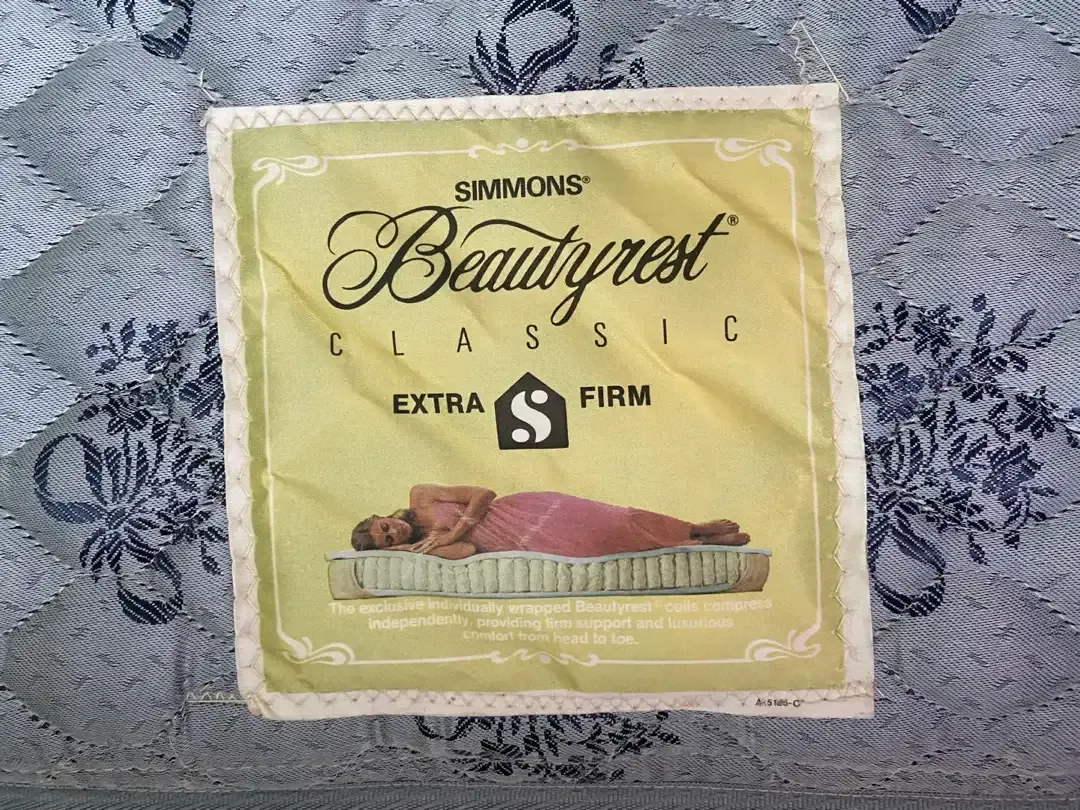 SIMMONS®
Beautyrest®
CLASSIC
EXTRA S FIRM
The exclusive individually wrapped Beautyrest® coils compress
independently, providing firm support and luxurious
comfort from head to toe.